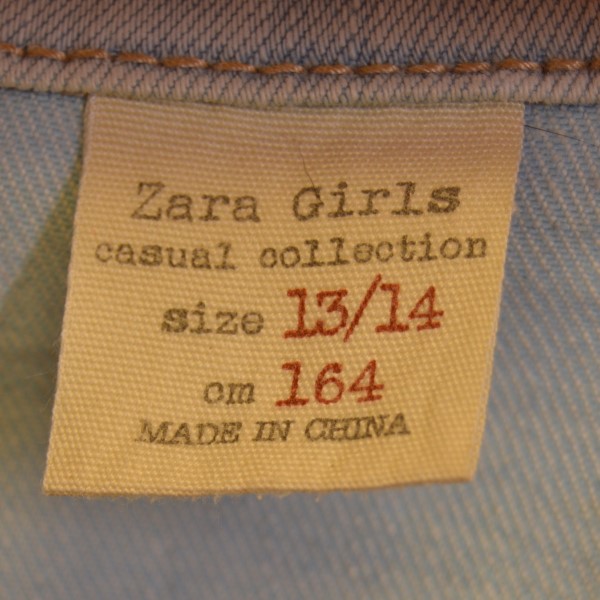 Zara Girls
casual collection
size 13/14
cm 164
MADE IN CHINA